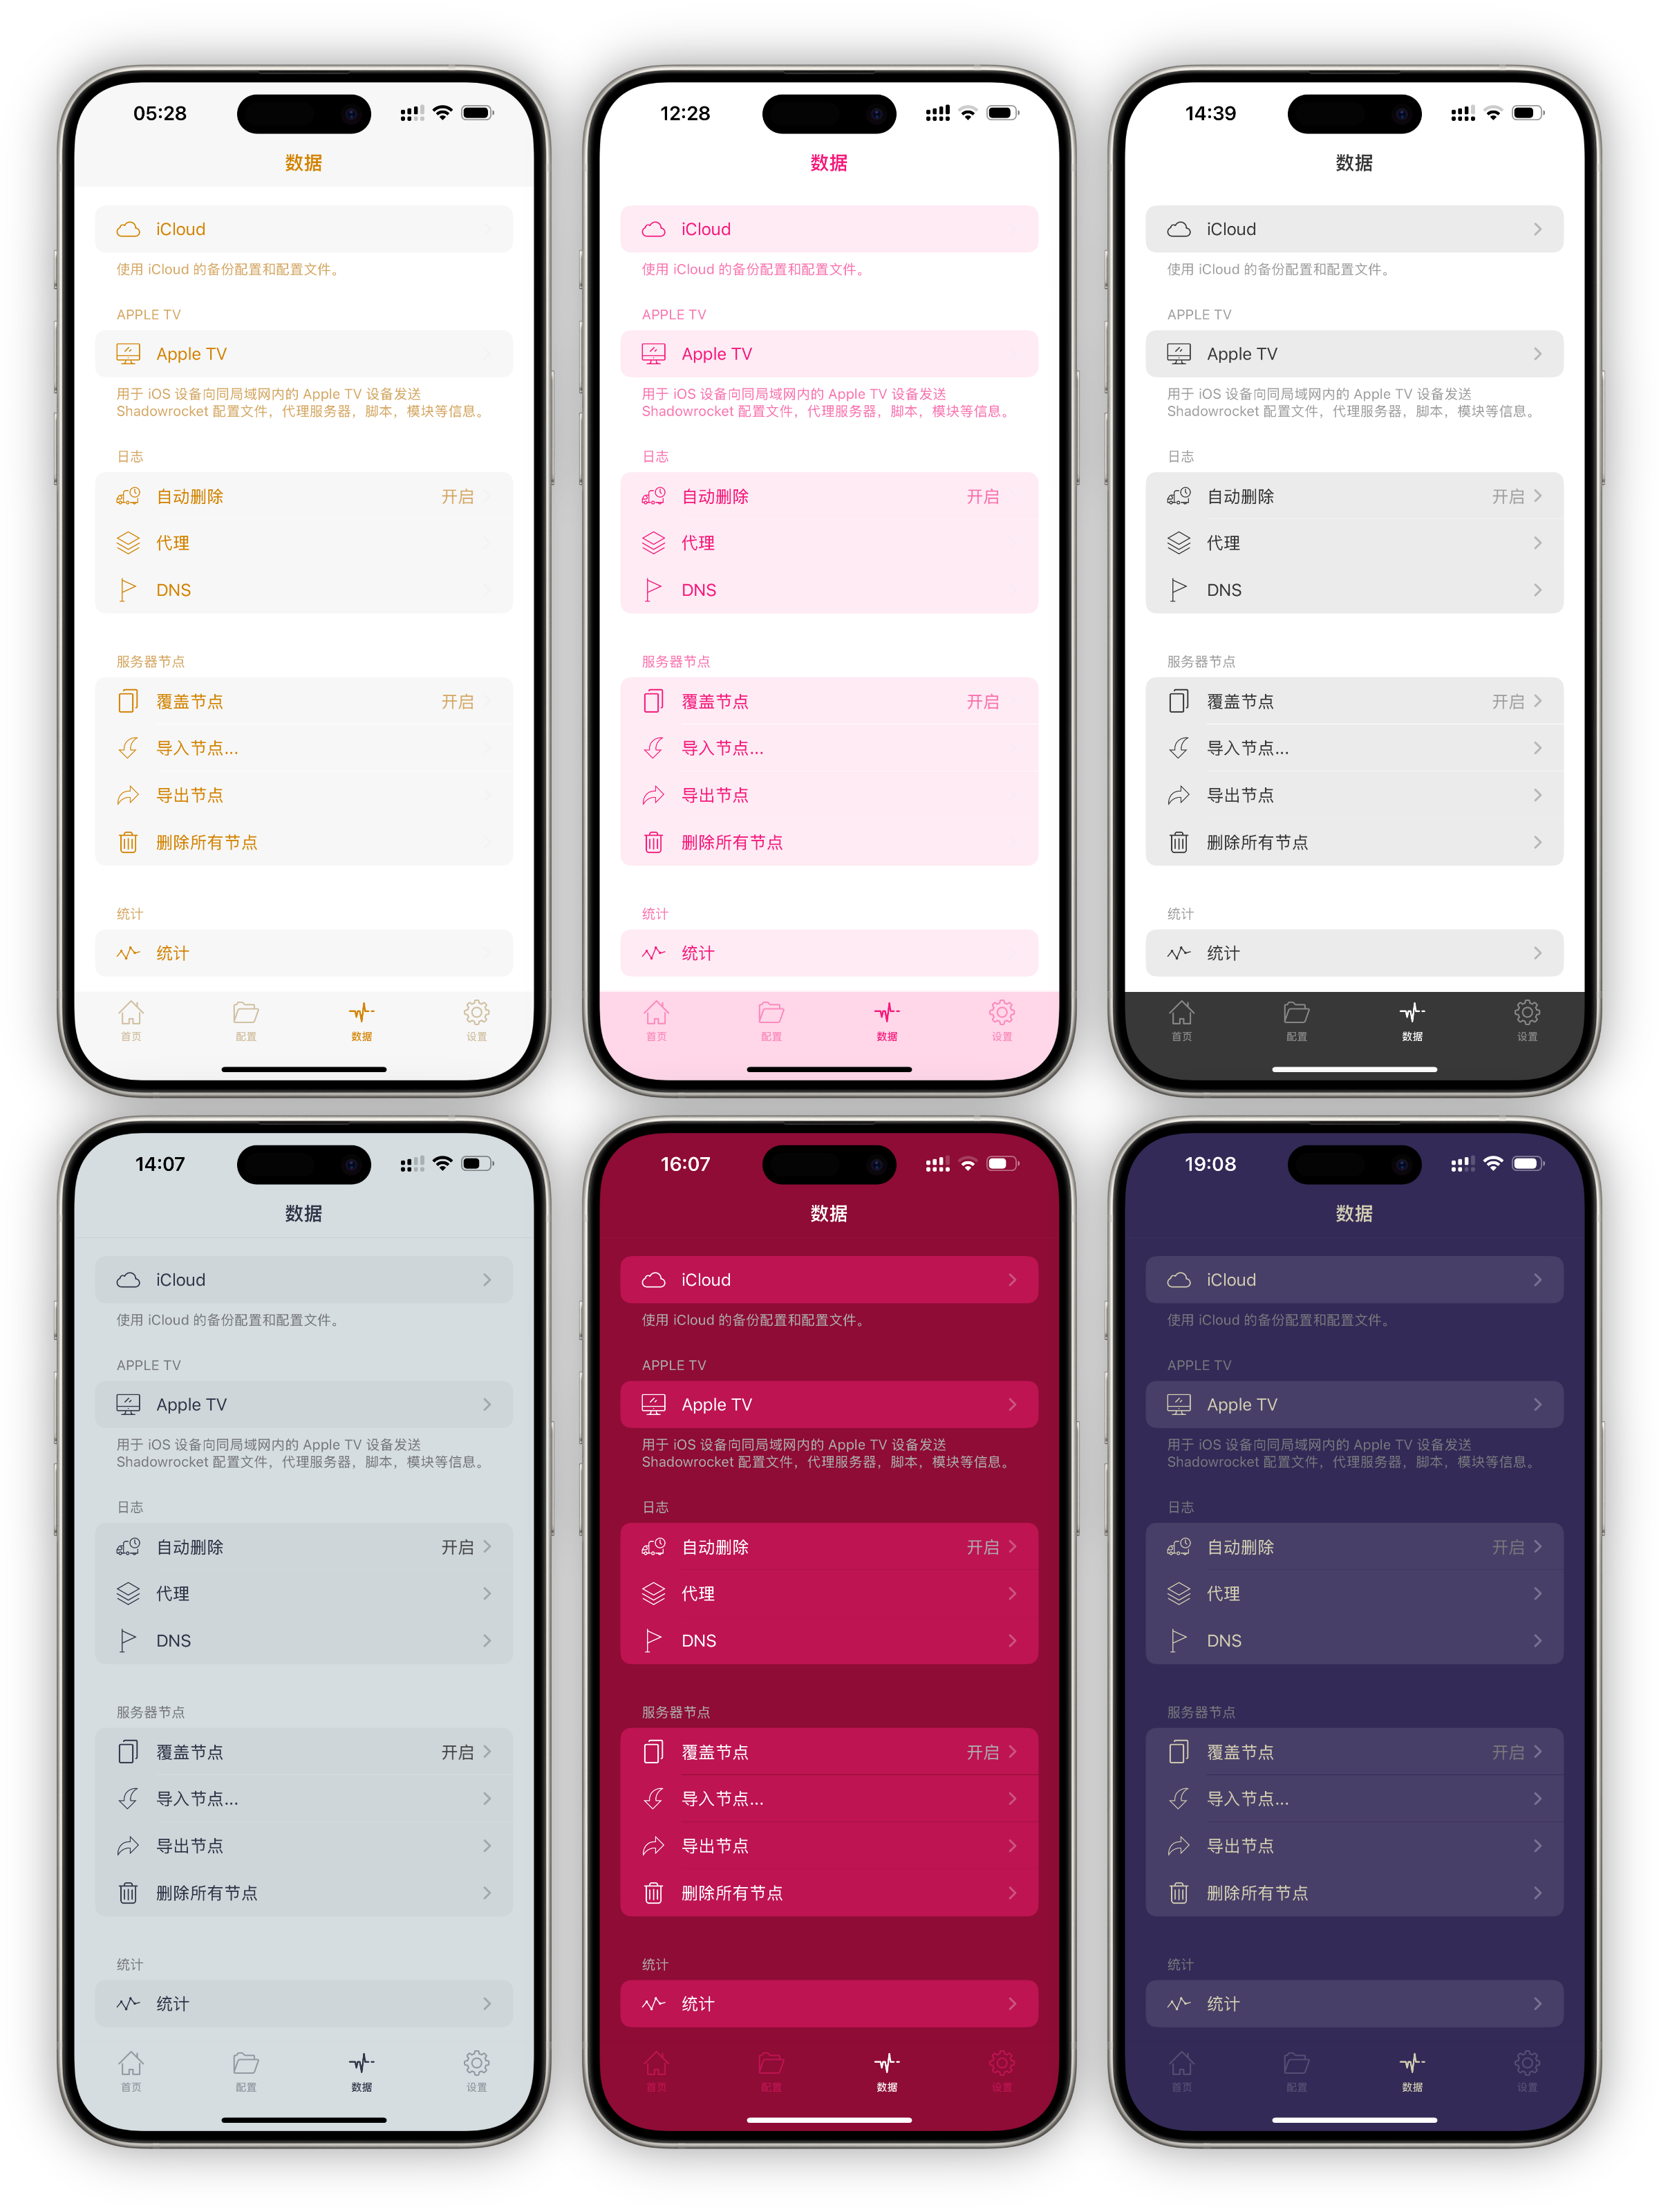 05:28
数据
iCloud
使用 iCloud 的备份配置和配置文件。
APPLE TV
Apple TV
用于 iOS 设备向同局域网内的 Apple TV 设备发送
Shadowrocket 配置文件，代理服务器，脚本，模块等信息。
日志
自动删除 开启
代理
DNS
服务器节点
覆盖节点 开启
导入节点...
导出节点
删除所有节点
统计
统计
首页 配置 数据 设置
12:28
数据
iCloud
使用 iCloud 的备份配置和配置文件。
APPLE TV
Apple TV
用于 iOS 设备向同局域网内的 Apple TV 设备发送
Shadowrocket 配置文件，代理服务器，脚本，模块等信息。
日志
自动删除 开启
代理
DNS
服务器节点
覆盖节点 开启
导入节点...
导出节点
删除所有节点
统计
统计
首页 配置 数据 设置
14:39
数据
iCloud
使用 iCloud 的备份配置和配置文件。
APPLE TV
Apple TV
用于 iOS 设备向同局域网内的 Apple TV 设备发送
Shadowrocket 配置文件，代理服务器，脚本，模块等信息。
日志
自动删除 开启
代理
DNS
服务器节点
覆盖节点 开启
导入节点...
导出节点
删除所有节点
统计
统计
首页 配置 数据 设置
14:07
数据
iCloud
使用 iCloud 的备份配置和配置文件。
APPLE TV
Apple TV
用于 iOS 设备向同局域网内的 Apple TV 设备发送
Shadowrocket 配置文件，代理服务器，脚本，模块等信息。
日志
自动删除 开启
代理
DNS
服务器节点
覆盖节点 开启
导入节点...
导出节点
删除所有节点
统计
统计
首页 配置 数据 设置
16:07
数据
iCloud
使用 iCloud 的备份配置和配置文件。
APPLE TV
Apple TV
用于 iOS 设备向同局域网内的 Apple TV 设备发送
Shadowrocket 配置文件，代理服务器，脚本，模块等信息。
日志
自动删除 开启
代理
DNS
服务器节点
覆盖节点 开启
导入节点...
导出节点
删除所有节点
统计
统计
首页 配置 数据 设置
19:08
数据
iCloud
使用 iCloud 的备份配置和配置文件。
APPLE TV
Apple TV
用于 iOS 设备向同局域网内的 Apple TV 设备发送
Shadowrocket 配置文件，代理服务器，脚本，模块等信息。
日志
自动删除 开启
代理
DNS
服务器节点
覆盖节点 开启
导入节点...
导出节点
删除所有节点
统计
统计
首页 配置 数据 设置